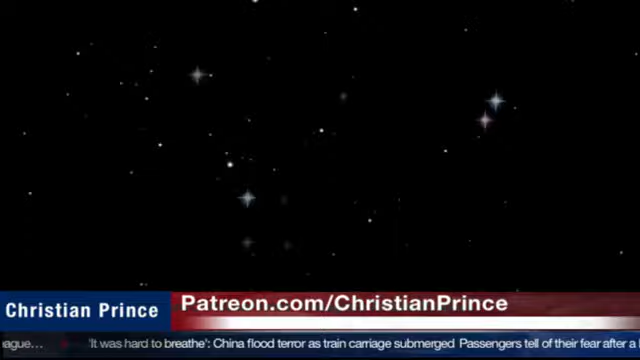 Patreon.com/ChristianPrince
Christian Prince
ague... 'It was hard to breathe': China flood terror as train carriage submerged Passengers tell of their fear after a